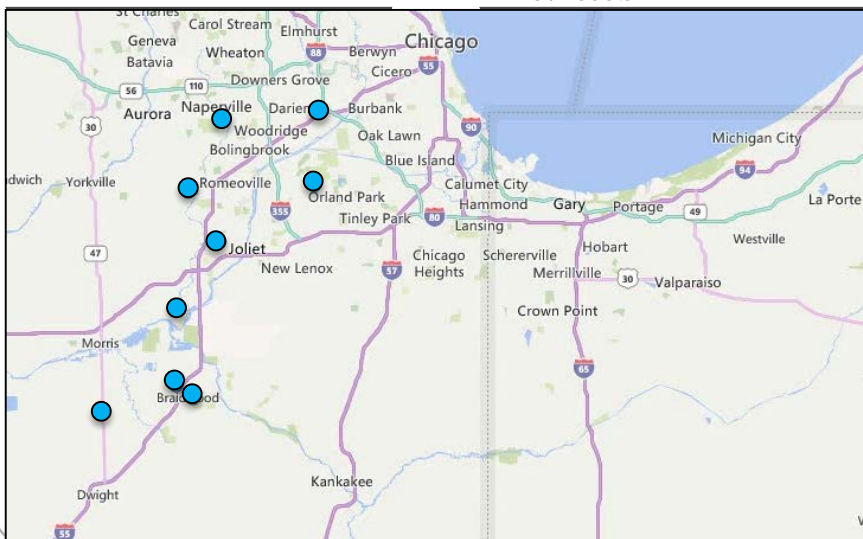 St Charles
Carol Stream
Elmhurst
Geneva
Wheaton
88
Berwyn
Chicago
Batavia
Cicero
55
56
110
Downers Grove
Naperville
Darien
Burbank
Aurora
30
Woodridge
Oak Lawn
90
Bolingbrook
Michigan City
Blue Island
94
Yorkville
Romeoville
Calumet City
dwich
Orland Park
Hammond
Gary
Portage
La Porte
355
Tinley Park
80
49
Lansing
Joliet
Hobart
Westville
47
New Lenox
Chicago
Heights
57
Schererville
Merrillville
30
Valparaiso
Crown Point
Morris
65
Braidwood
Kankakee
Dwight
55